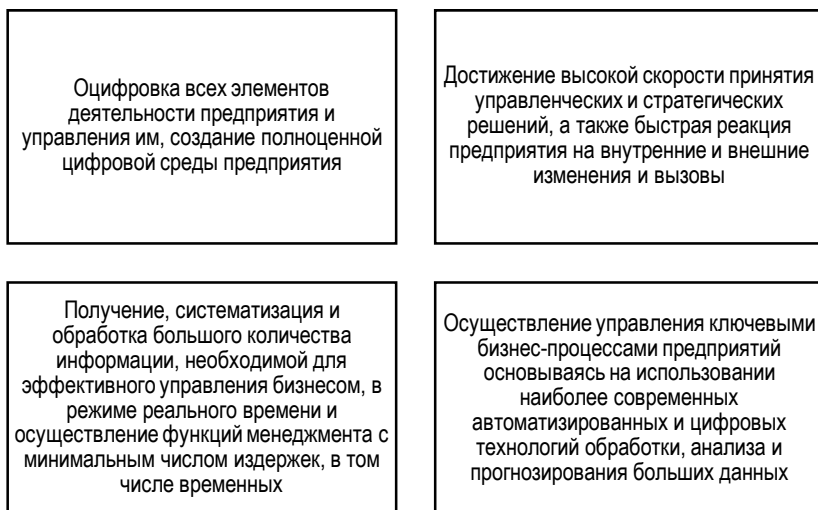 Оцифровка всех элементов
деятельности предприятия и
управления им, создание полноценной
цифровой среды предприятия
Достижение высокой скорости принятия
управленческих и стратегических
решений, а также быстрая реакция
предприятия на внутренние и внешние
изменения и вызовы
Получение, систематизация и
обработка большого количества
информации, необходимой для
эффективного управления бизнесом, в
режиме реального времени и
осуществление функций менеджмента с
минимальным числом издержек, в том
числе временных
Осуществление управления ключевыми
бизнес-процессами предприятий
основываясь на использовании
наиболее современных
автоматизированных и цифровых
технологий обработки, анализа и
прогнозирования больших данных